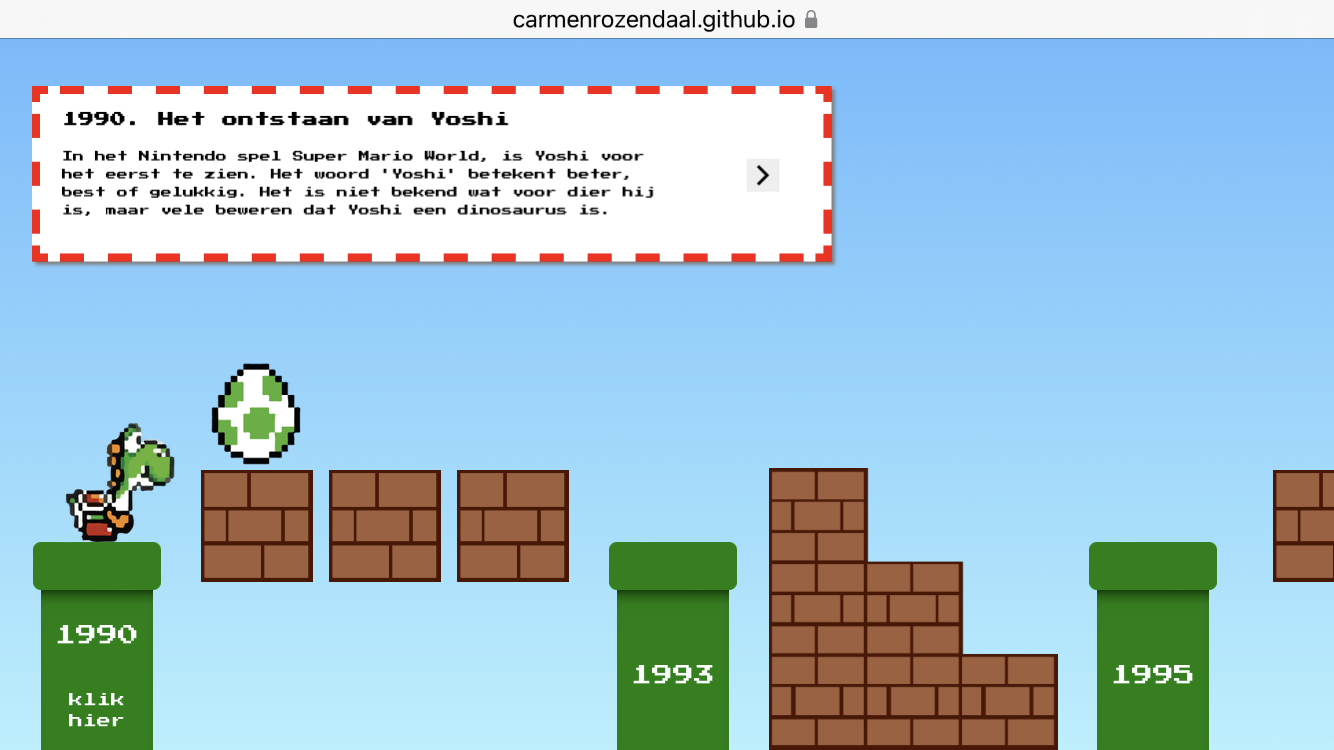 carmenrozendaal.github.io
1990. Het ontstaan van Yoshi
In het Nintendo spel Super Mario World, is Yoshi voor
het eerst te zien. Het woord 'Yoshi' betekent beter,
best of gelukkig. Het is niet bekend wat voor dier hij
is, maar vele beweren dat Yoshi een dinosaurus is.
1990
klik
hier
1993
1995